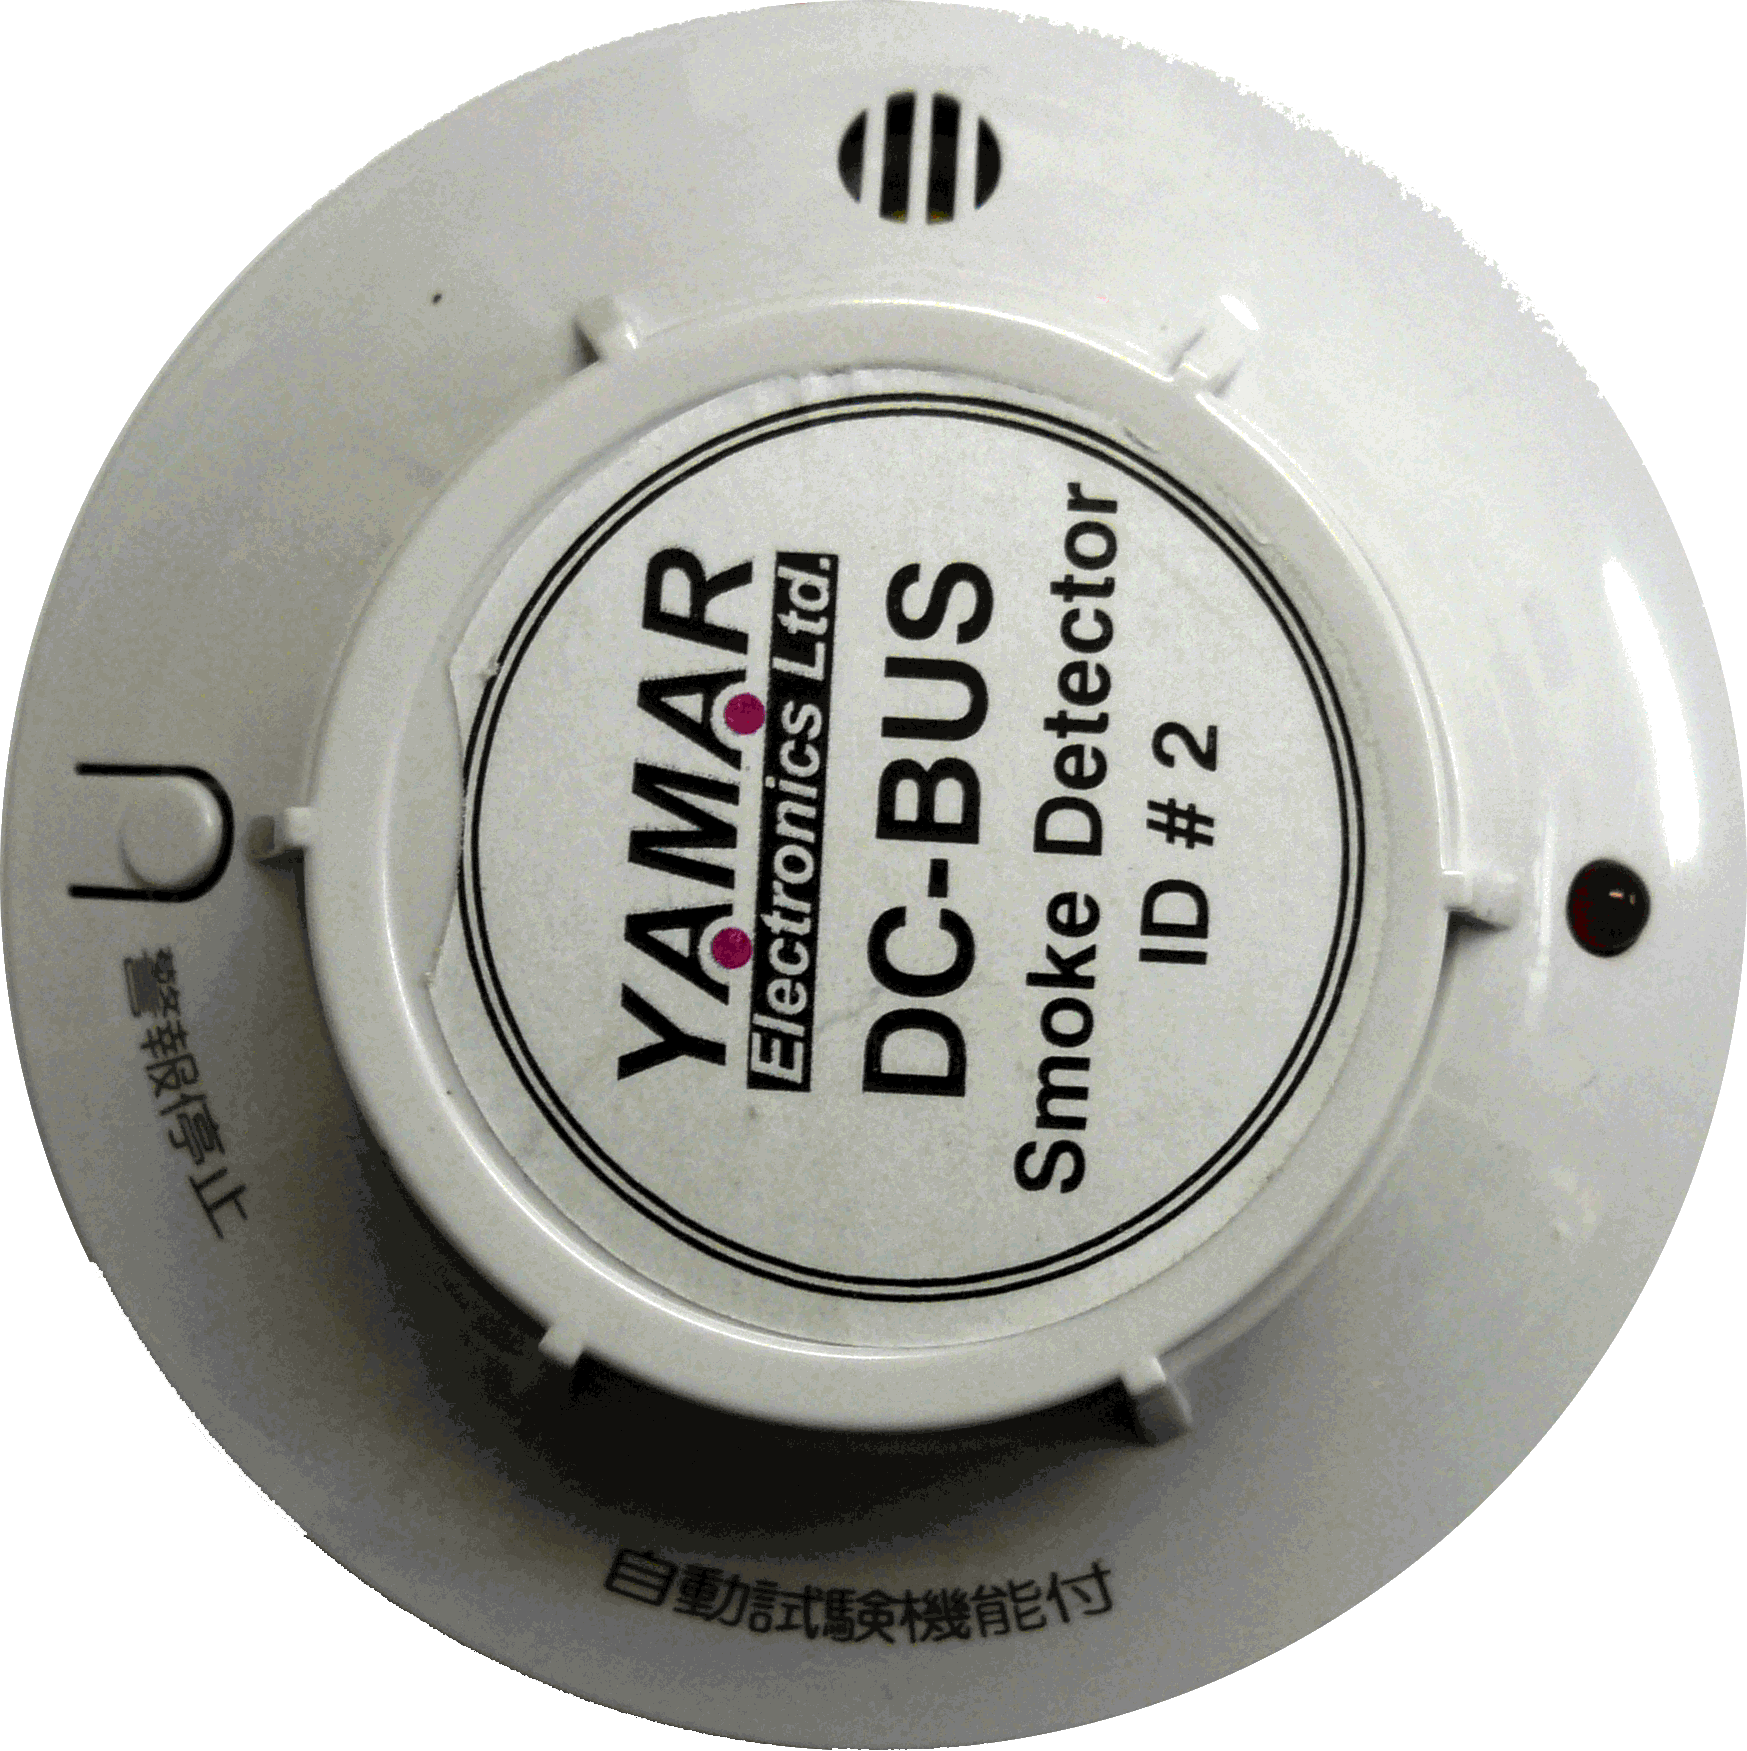 YAMAR
Electronics Ltd.
DC-BUS
Smoke Detector
ID # 2
警報停止
自動試験機能付